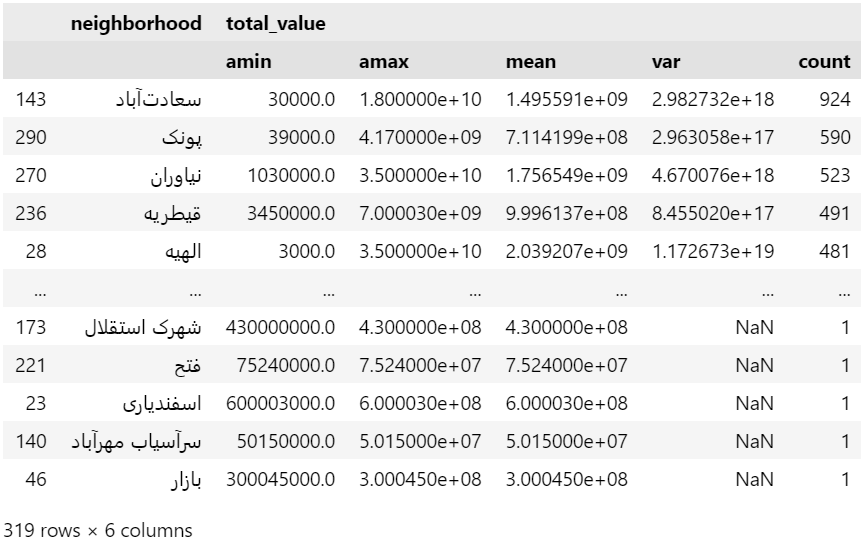 neighborhood total_value
amin amax mean var count
143 سعادت‌آباد 30000.0 1.800000e+10 1.495591e+09 2.982732e+18 924
290 پونک 39000.0 4.170000e+09 7.114199e+08 2.963058e+17 590
270 نیاوران 1030000.0 3.500000e+10 1.756549e+09 4.670076e+18 523
236 قیطریه 3450000.0 7.000030e+09 9.996137e+08 8.455020e+17 491
28 الهیه 3000.0 3.500000e+10 2.039207e+09 1.172673e+19 481
... ... ... ... ... ... ...
173 شهرک استقلال 430000000.0 4.300000e+08 4.300000e+08 NaN 1
221 فتح 75240000.0 7.524000e+07 7.524000e+07 NaN 1
23 اسفندیاری 600003000.0 6.000030e+08 6.000030e+08 NaN 1
140 سرآسیاب مهرآباد 50150000.0 5.015000e+07 5.015000e+07 NaN 1
46 بازار 300045000.0 3.000450e+08 3.000450e+08 NaN 1
319 rows × 6 columns